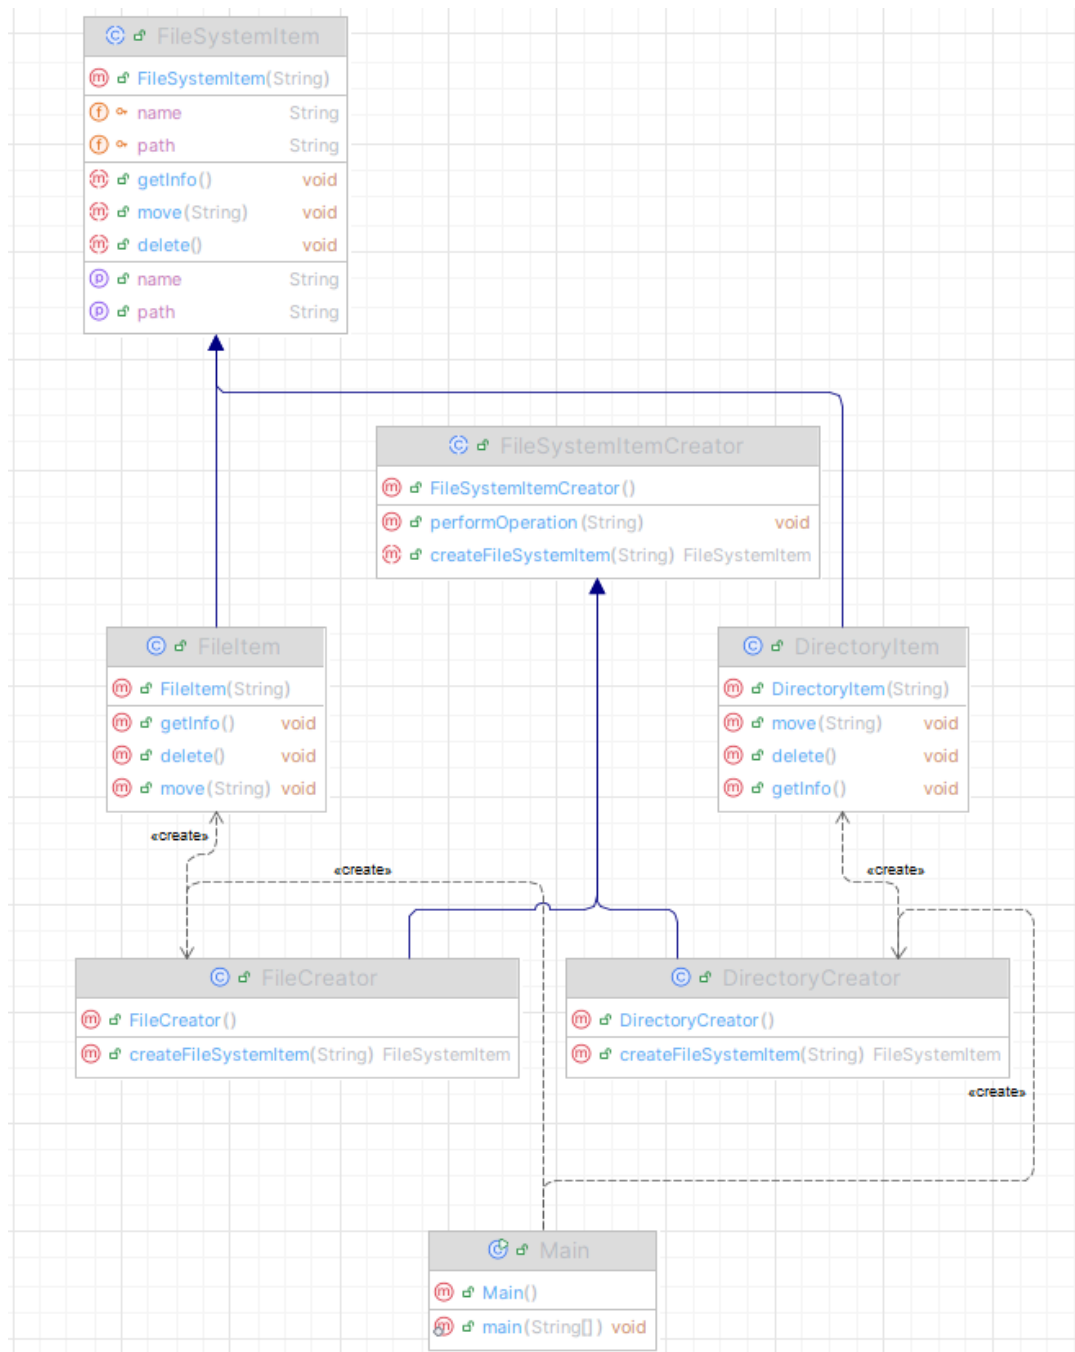 FileSystemItem
FileSystemItem(String)
name String
path String
getInfo() void
move(String) void
delete() void
name String
path String
FileSystemItemCreator
FileSystemItemCreator()
performOperation(String) void
createFileSystemItem(String) FileSystemItem
FileItem
FileItem(String)
getInfo() void
delete() void
move(String) void
DirectoryItem
DirectoryItem(String)
move(String) void
delete() void
getInfo() void
«create»
«create»
«create»
FileCreator
FileCreator()
createFileSystemItem(String) FileSystemItem
DirectoryCreator
DirectoryCreator()
createFileSystemItem(String) FileSystemItem
«create»
Main
Main()
main(String[]) void